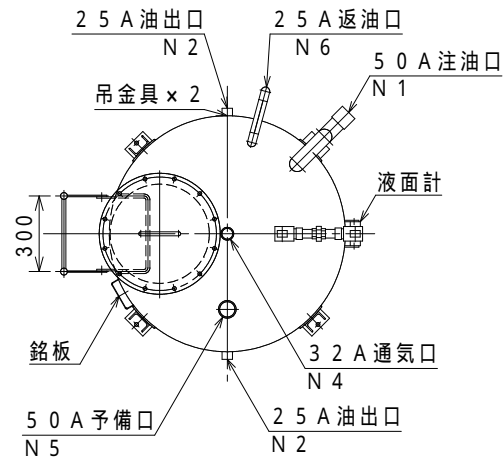 25A油出口
N2
25A返油口
N6
50A注油口
N1
吊金具×2
液面計
300
銘板
32A通気口
N4
50A予備口
N5
25A油出口
N2